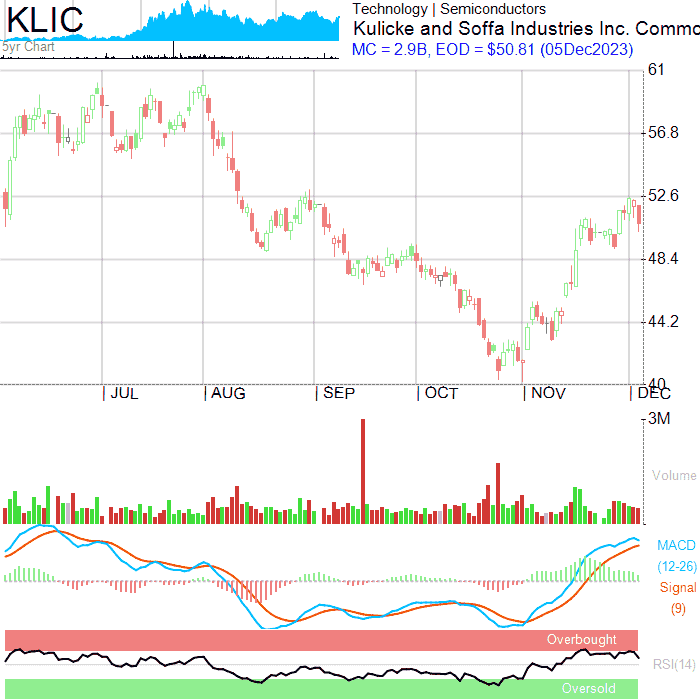 KLIC
5yr Chart
Technology | Semiconductors
Kulicke and Soffa Industries Inc. Commo
MC = 2.9B, EOD = $50.81 (05Dec2023)
61
56.8
52.6
48.4
44.2
40
JUL
AUG
SEP
OCT
NOV
DEC
3M
Volume
MACD
(12-26)
Signal
(9)
Overbought
RSI(14)
Oversold